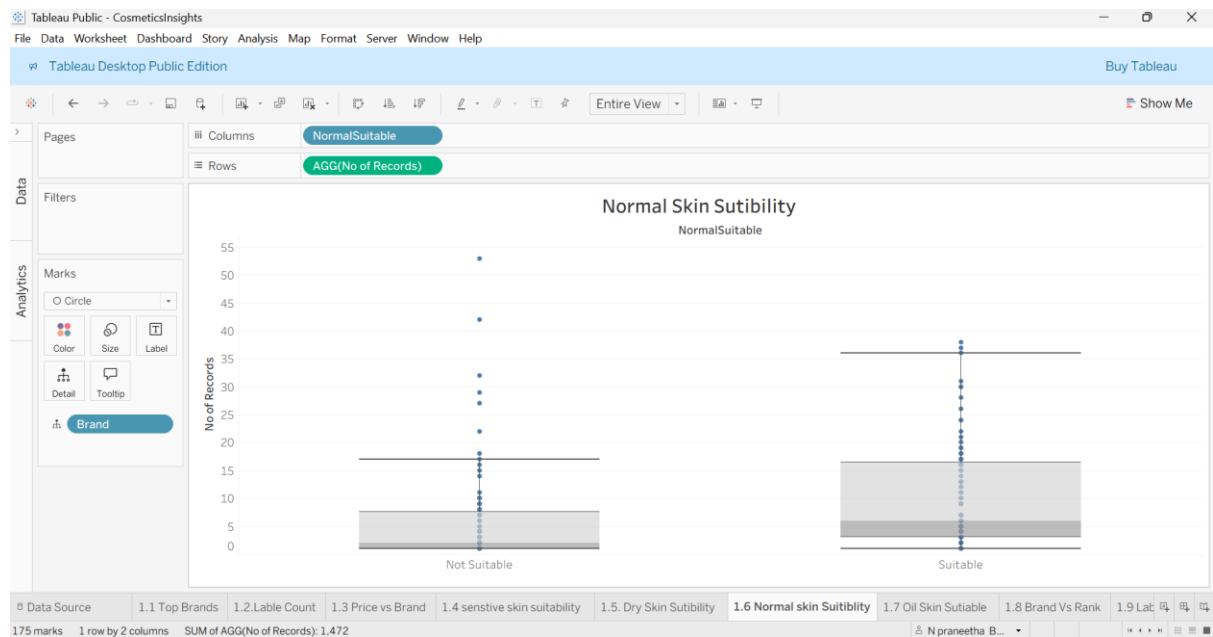 Tableau Public - CosmeticsInsights
File Data Worksheet Dashboard Story Analysis Map Format Server Window Help
Tableau Desktop Public Edition Buy Tableau
Entire View Show Me
Pages
Columns NormalSuitable
Rows AGG(No of Records)
Data
Analytics
Filters
Marks
Circle
Color Size Label
Detail Tooltip
Brand
Normal Skin Sutibility
NormalSuitable
No of Records
55
50
45
40
35
30
25
20
15
10
5
0
Not Suitable Suitable
Data Source 1.1 Top Brands 1.2.Lable Count 1.3 Price vs Brand 1.4 senstive skin suitability 1.5. Dry Skin Sutibility 1.6 Normal skin Suitiblity 1.7 Oil Skin Sutiable 1.8 Brand Vs Rank 1.9 Lab
175 marks 1 row by 2 columns SUM of AGG(No of Records): 1,472 N praneetha B...